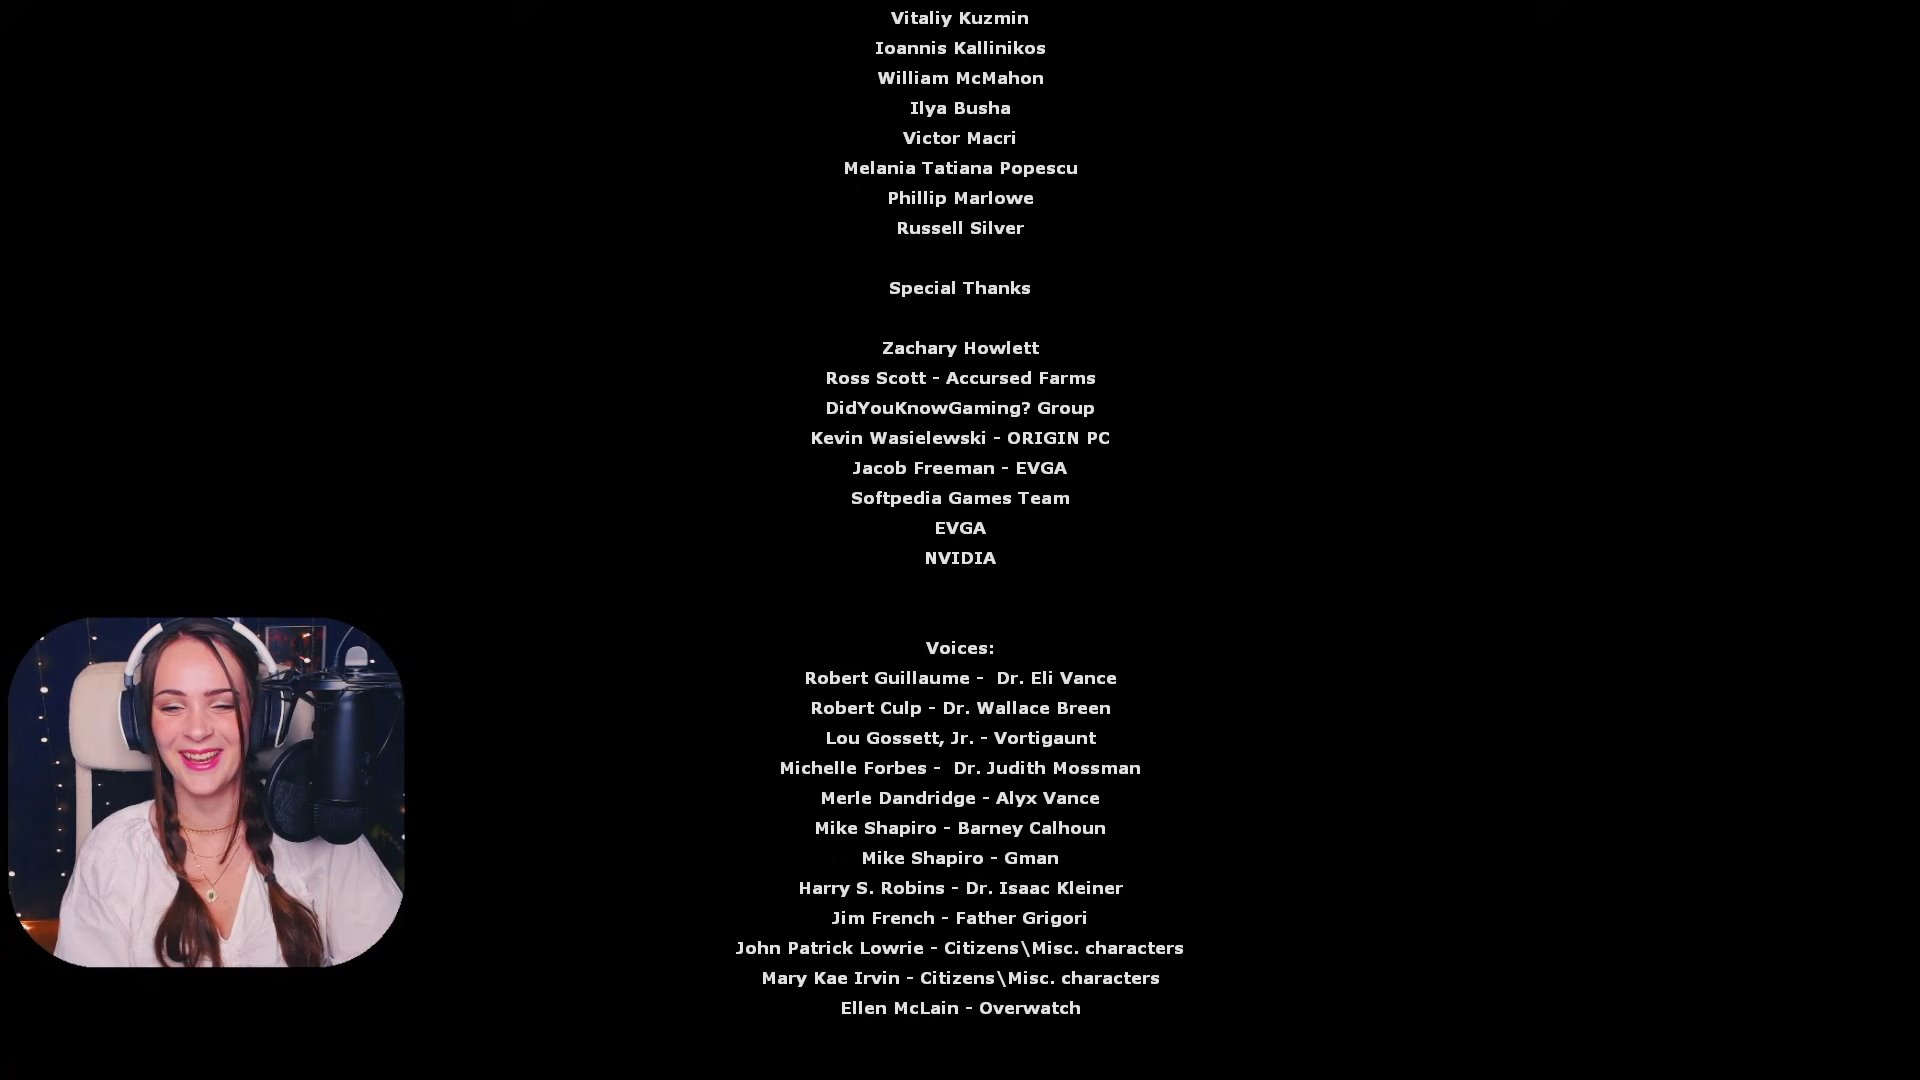 Vitaliy Kuzmin
Ioannis Kallinikos
William McMahon
Ilya Busha
Victor Macri
Melania Tatiana Popescu
Phillip Marlowe
Russell Silver
Special Thanks
Zachary Howlett
Ross Scott - Accursed Farms
DidYouKnowGaming? Group
Kevin Wasielewski - ORIGIN PC
Jacob Freeman - EVGA
Softpedia Games Team
EVGA
NVIDIA
Voices:
Robert Guillaume -  Dr. Eli Vance
Robert Culp - Dr. Wallace Breen
Lou Gossett, Jr. - Vortigaunt
Michelle Forbes -  Dr. Judith Mossman
Merle Dandridge - Alyx Vance
Mike Shapiro - Barney Calhoun
Mike Shapiro - Gman
Harry S. Robins - Dr. Isaac Kleiner
Jim French - Father Grigori
John Patrick Lowrie - Citizens\Misc. characters
Mary Kae Irvin - Citizens\Misc. characters
Ellen McLain - Overwatch